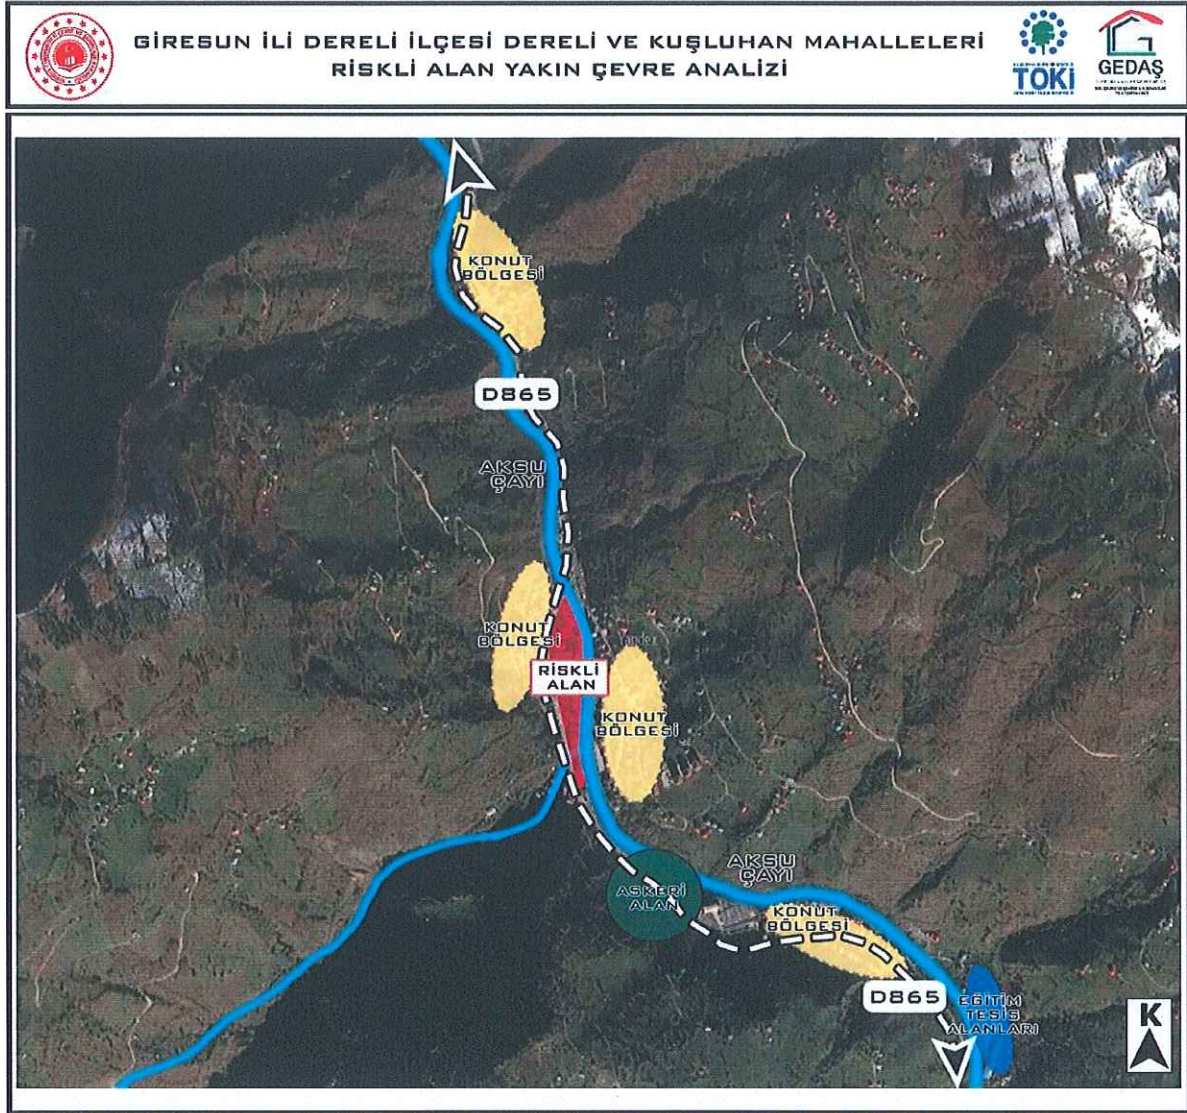 GİRESUN İLİ DERELİ İLÇESİ DERELİ VE KUŞLUHAN MAHALLELERİ
RİSKLİ ALAN YAKIN ÇEVRE ANALİZİ
TOKİ
GEDAŞ
KONUT
BÖLGESİ
D865
AKSU
ÇAYI
KONUT
BÖLGESİ
RİSKLİ
ALAN
KONUT
BÖLGESİ
AKSU
ÇAYI
ASKERİ
ALAN
KONUT
BÖLGESİ
D865
EĞİTİM
TESİS
ALANLARI
K